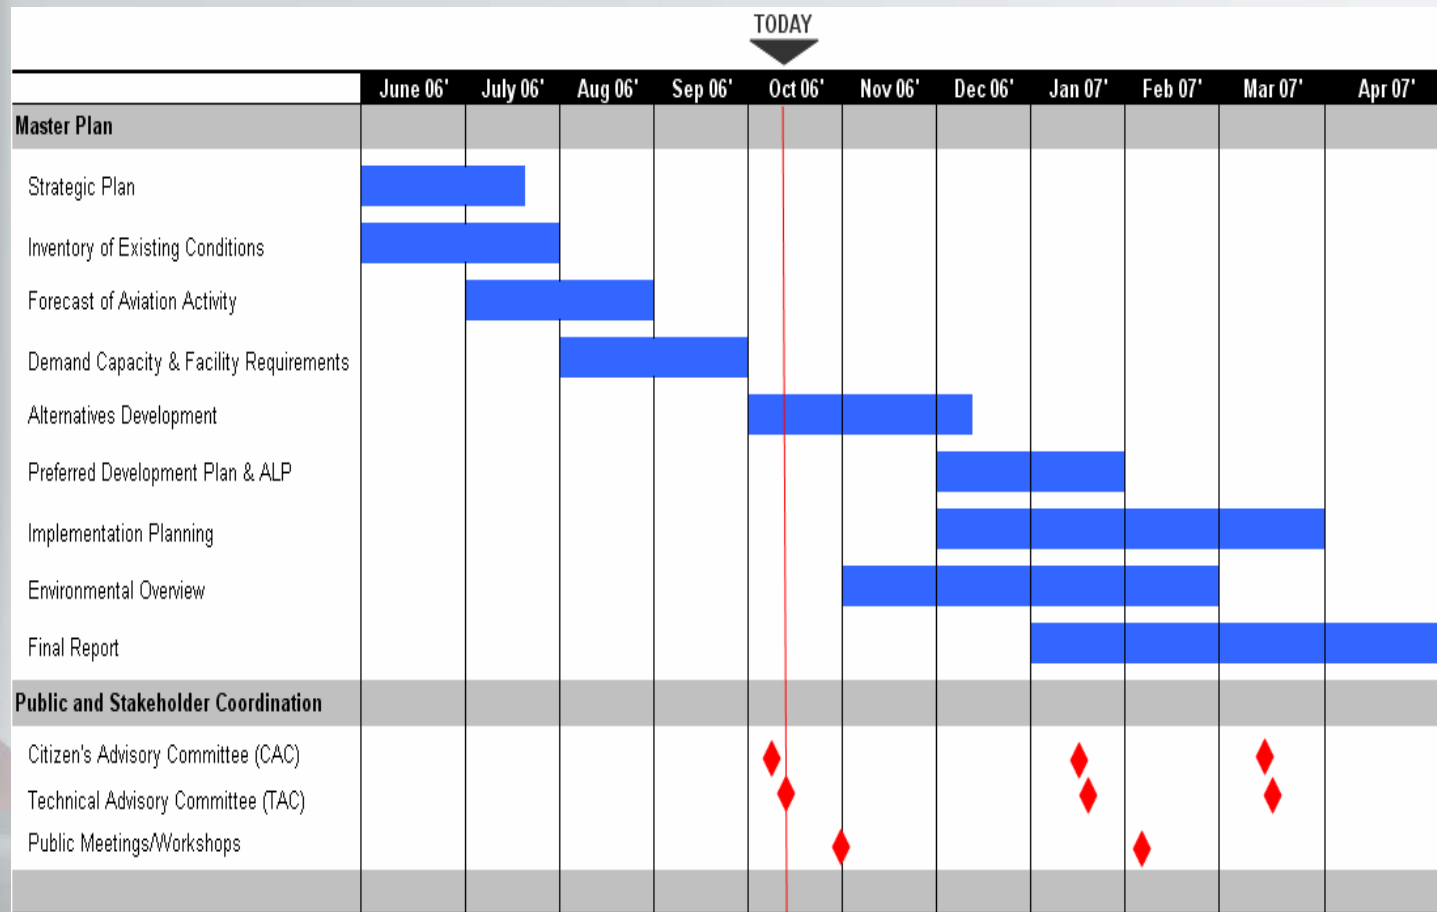 TODAY
June 06' July 06' Aug 06' Sep 06' Oct 06' Nov 06' Dec 06' Jan 07' Feb 07' Mar 07' Apr 07'
Master Plan
Strategic Plan
Inventory of Existing Conditions
Forecast of Aviation Activity
Demand Capacity & Facility Requirements
Alternatives Development
Preferred Development Plan & ALP
Implementation Planning
Environmental Overview
Final Report
Public and Stakeholder Coordination
Citizen's Advisory Committee (CAC)
Technical Advisory Committee (TAC)
Public Meetings/Workshops